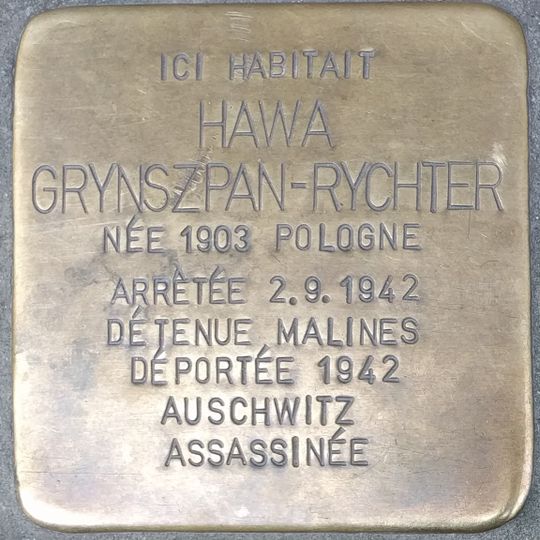 ICI HABITAIT
HAWA
GRYNSZPAN-RYCHTER
NÉE 1903 POLOGNE
ARRÊTÉE 2.9.1942
DÉTENUE MALINES
DÉPORTÉE 1942
AUSCHWITZ
ASSASSINÉE